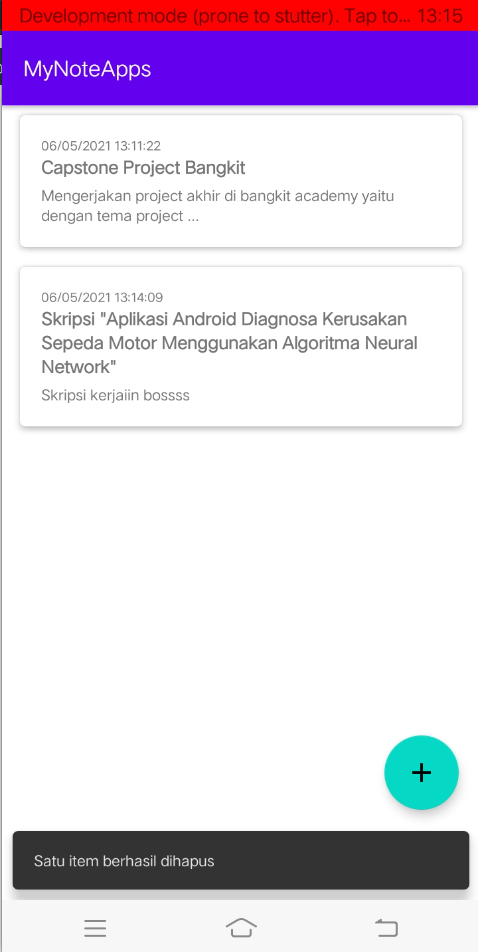 Development mode (prone to stutter). Tap to... 13:15
MyNoteApps
06/05/2021 13:11:22
Capstone Project Bangkit
Mengerjakan project akhir di bangkit academy yaitu
dengan tema project ...
06/05/2021 13:14:09
Skripsi "Aplikasi Android Diagnosa Kerusakan
Sepeda Motor Menggunakan Algoritma Neural
Network"
Skripsi kerjaiin bossss
+
Satu item berhasil dihapus